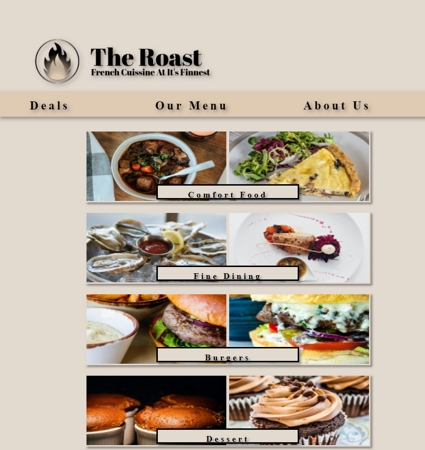 The Roast
French Cuissine At It's Finnest
Deals Our Menu About Us
Comfort Food
Fine Dining
Burgers
Dessert